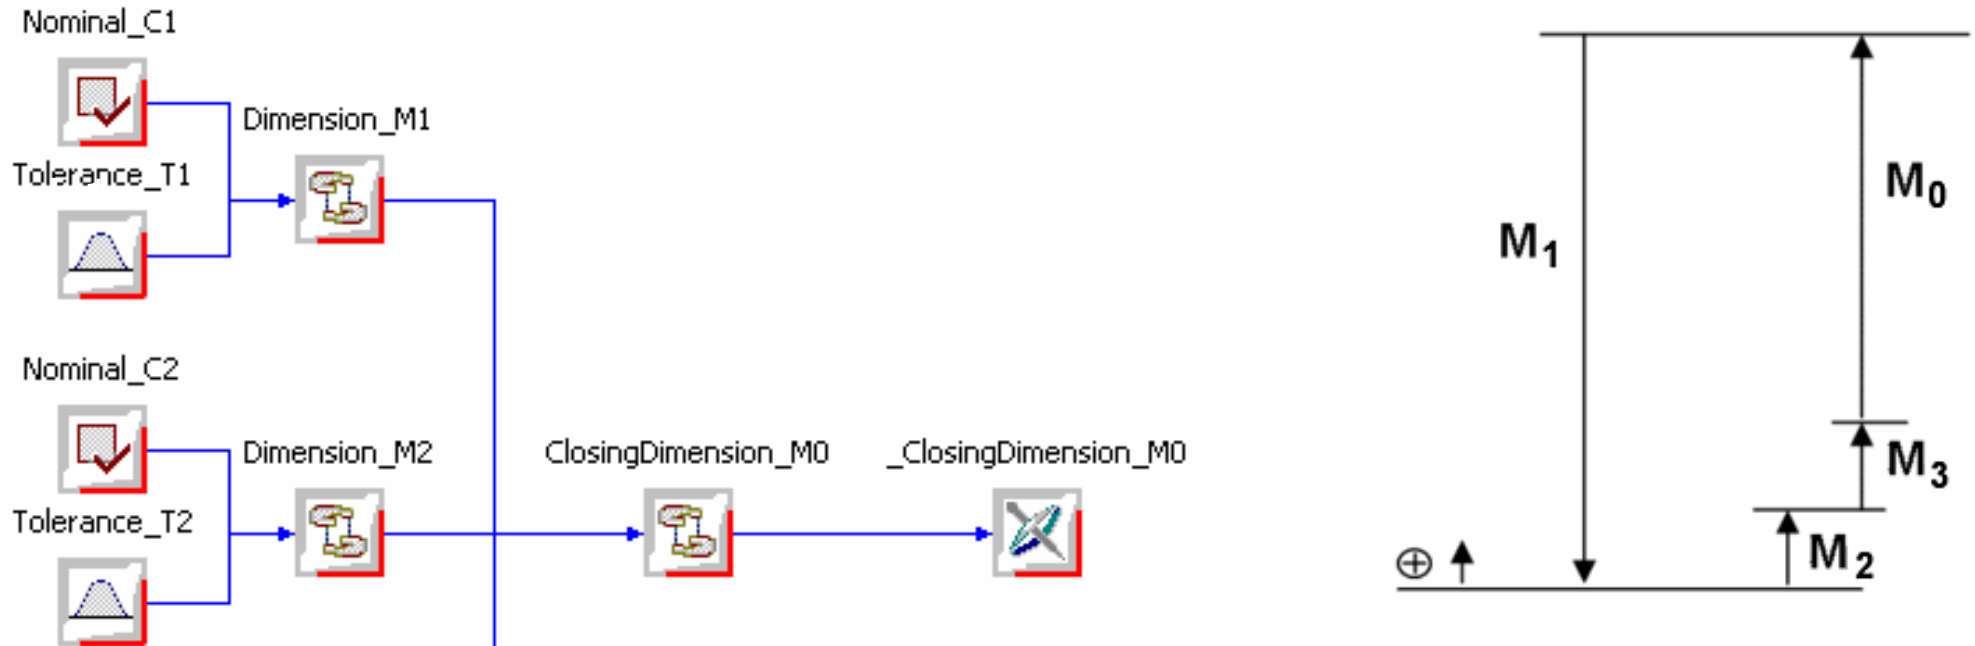 Nominal_C1
Dimension_M1
Tolerance_T1
Nominal_C2
Dimension_M2
ClosingDimension_M0
_ClosingDimension_M0
Tolerance_T2
M0
M1
M3
M2